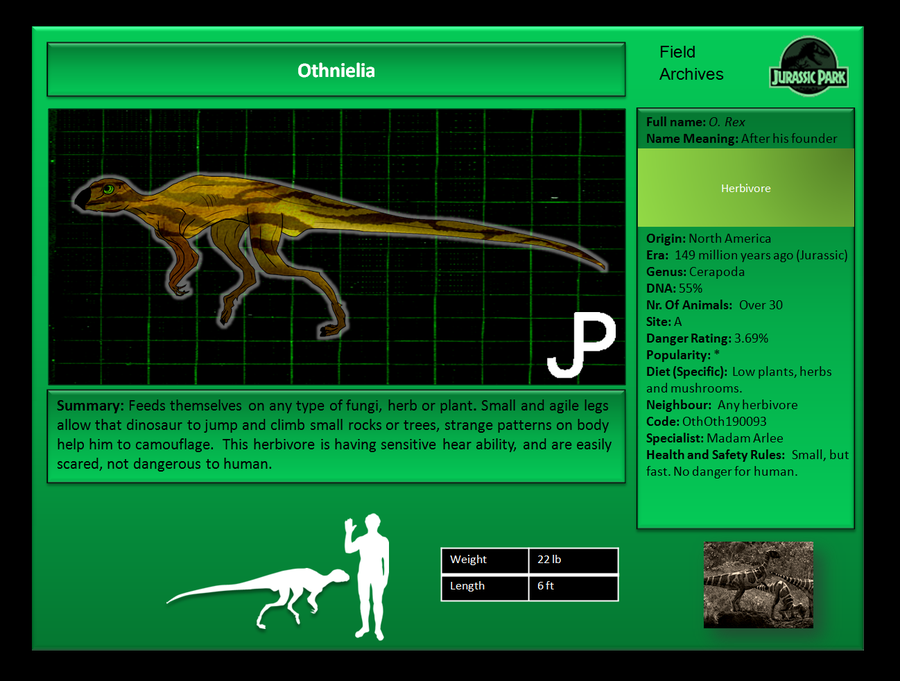 Othnielia
Field
Archives
JURASSIC PARK
Full name: O. Rex
Name Meaning: After his founder
Herbivore
Origin: North America
Era:  149 million years ago (Jurassic)
Genus: Cerapoda
DNA: 55%
Nr. Of Animals:  Over 30
Site: A
Danger Rating: 3.69%
Popularity: *
Diet (Specific):  Low plants, herbs
and mushrooms.
Neighbour:  Any herbivore
Code: OthOth190093
Specialist: Madam Arlee
Health and Safety Rules:  Small, but
fast. No danger for human.
JP
Summary: Feeds themselves on any type of fungi, herb or plant. Small and agile legs
allow that dinosaur to jump and climb small rocks or trees, strange patterns on body
help him to camouflage.  This herbivore is having sensitive hear ability, and are easily
scared, not dangerous to human.
Weight 22 lb
Length 6 ft